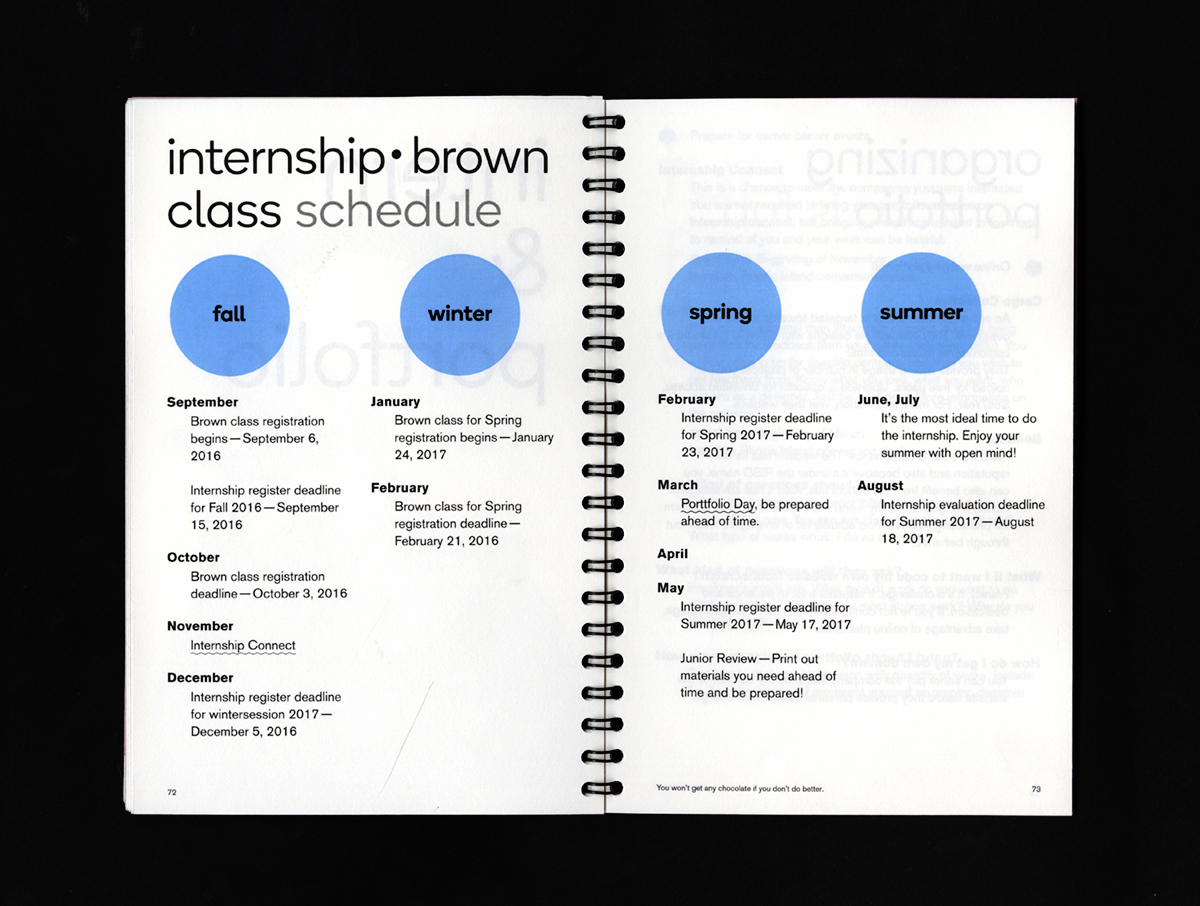 internship•brown
class schedule
fall
September
Brown class registration
begins — September 6,
2016
Internship register deadline
for Fall 2016 — September
15, 2016
October
Brown class registration
deadline — October 3, 2016
November
Internship Connect
December
Internship register deadline
for wintersession 2017 —
December 5, 2016
winter
January
Brown class for Spring
registration begins — January
24, 2017
February
Brown class for Spring
registration deadline —
February 21, 2016
72
spring
February
Internship register deadline
for Spring 2017 — February
23, 2017
March
Porttfolio Day, be prepared
ahead of time.
April
May
Internship register deadline for
Summer 2017 — May 17, 2017
Junior Review — Print out
materials you need ahead of
time and be prepared!
summer
June, July
It's the most ideal time to do
the internship. Enjoy your
summer with open mind!
August
Internship evaluation deadline
for Summer 2017 — August
18, 2017
You won't get any chocolate if you don't do better.
73